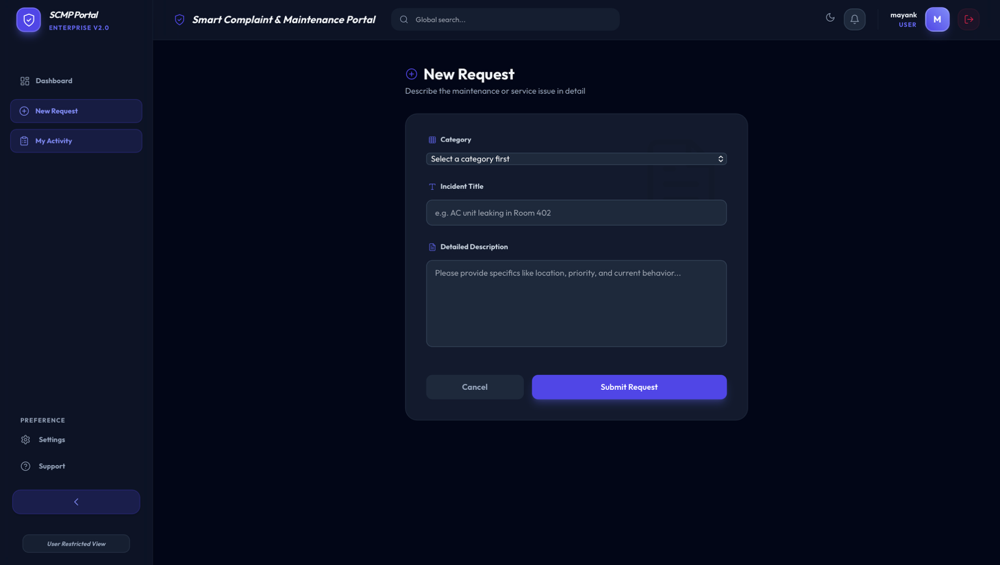 SCMP Portal
ENTERPRISE V2.0
Smart Complaint & Maintenance Portal
Global search...
mayank
USER
M
Dashboard
New Request
My Activity
PREFERENCE
Settings
Support
User Restricted View
New Request
Describe the maintenance or service issue in detail
Category
Select a category first
Incident Title
e.g. AC unit leaking in Room 402
Detailed Description
Please provide specifics like location, priority, and current behavior...
Cancel
Submit Request